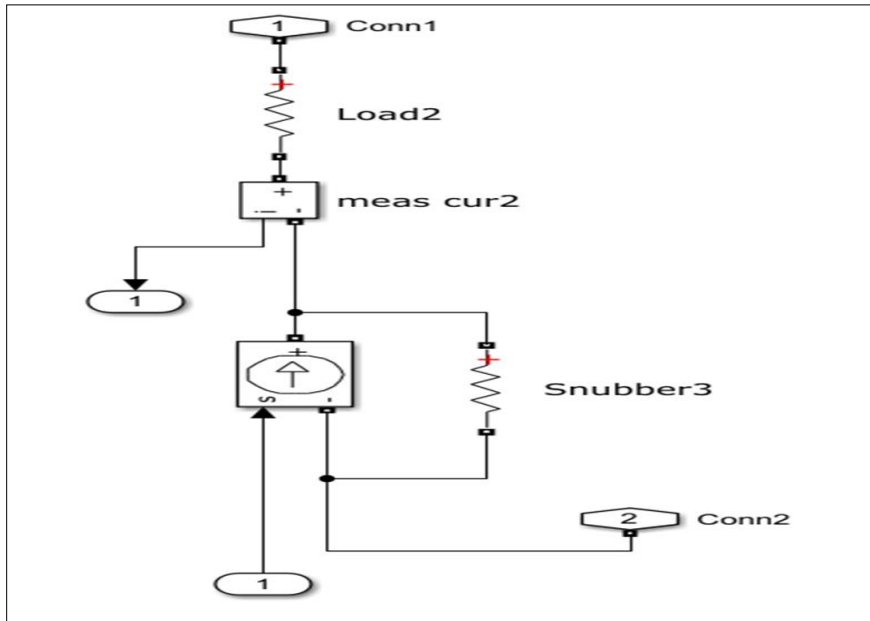 1 Conn1
+
Load2
+
i -
meas cur2
1
+
s -
+
Snubber3
2 Conn2
1